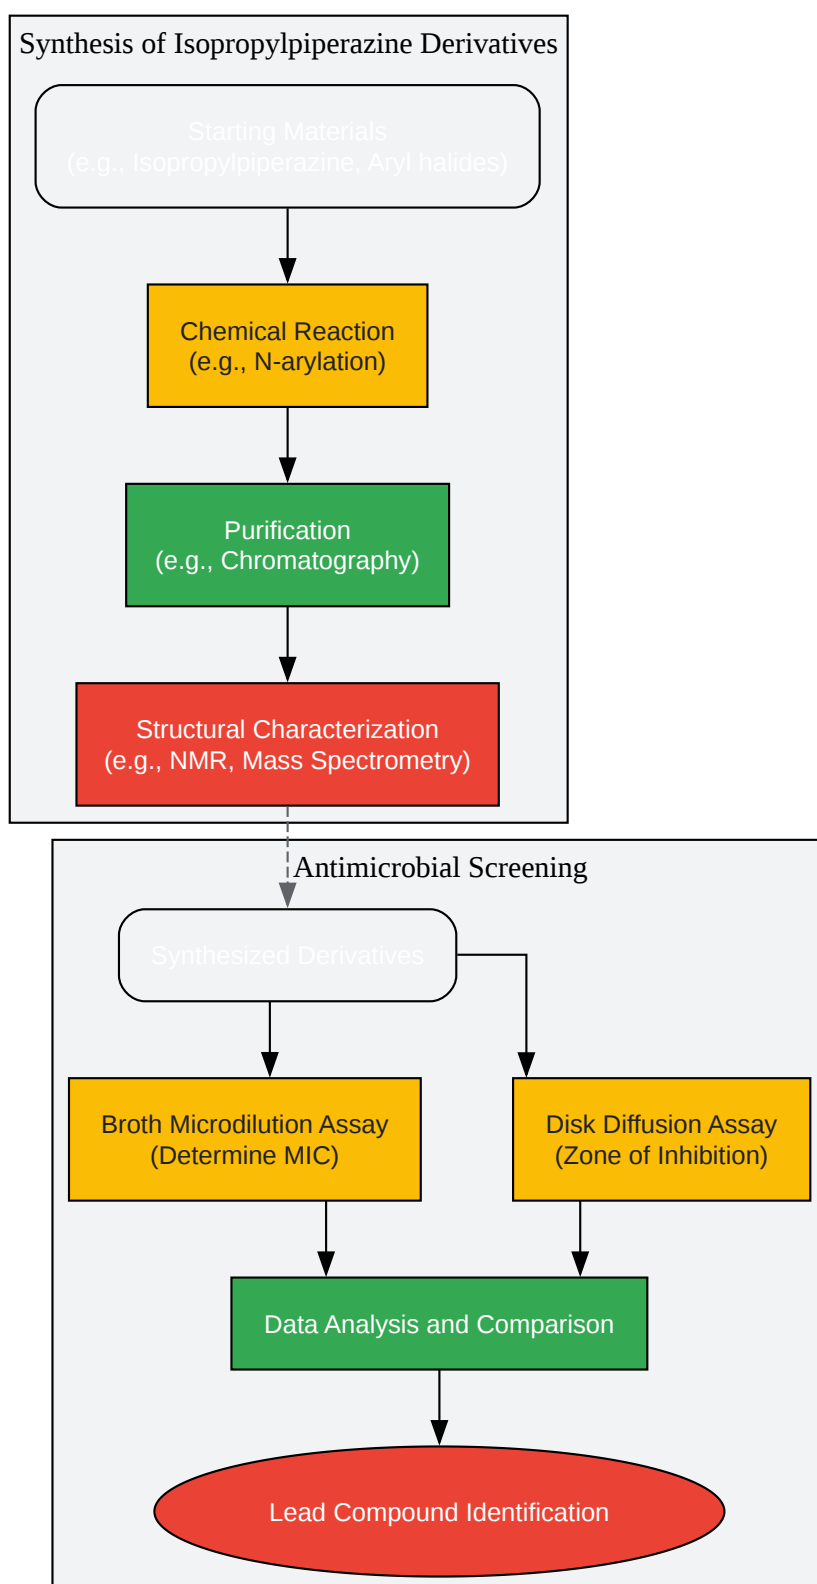 Synthesis of Isopropylpiperazine Derivatives
Starting Materials
(e.g., Isopropylpiperazine, Aryl halides)
Chemical Reaction
(e.g., N-arylation)
Purification
(e.g., Chromatography)
Structural Characterization
(e.g., NMR, Mass Spectrometry)
Antimicrobial Screening
Synthesized Derivatives
Broth Microdilution Assay
(Determine MIC)
Disk Diffusion Assay
(Zone of Inhibition)
Data Analysis and Comparison
Lead Compound Identification